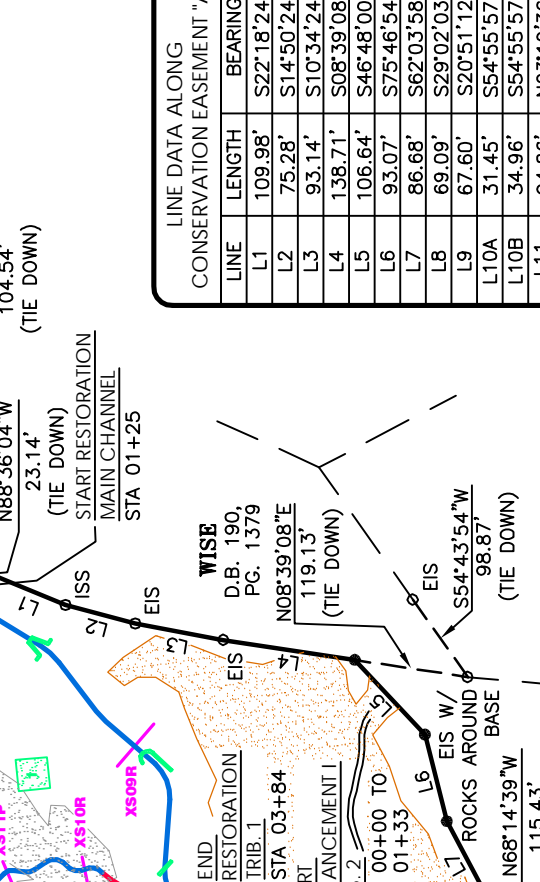 LINE DATA ALONG
CONSERVATION EASEMENT
LINE LENGTH BEARING
L1 109.98' S22°18'24
L2 75.28' S14°50'24
L3 93.14' S10°34'24
L4 138.71' S08°39'08
L5 106.64' S46°48'00
L6 93.07' S75°46'54
L7 86.68' S62°03'58
L8 69.09' S29°02'03
L9 67.60' S20°51'12
L10A 31.45' S54°55'57
L10B 34.96' S54°55'57
104.54'
(TIE DOWN)
N88°36'04"W
23.14'
(TIE DOWN)
START RESTORATION
MAIN CHANNEL
STA 01+25
L1
ISS
L2
EIS
L3
EIS
L4
WISE
D.B. 190,
PG. 1379
N08°39'08"E
119.13'
(TIE DOWN)
EIS
S54°43'54"W
98.87'
(TIE DOWN)
L5
EIS W/
ROCKS AROUND
BASE
L6
L7
N68°14'39"W
115.43'
XS09R
XS10R
END
RESTORATION
TRIB. 1
STA 03+84
ANCEMENT I
2
00+00 TO
01+33